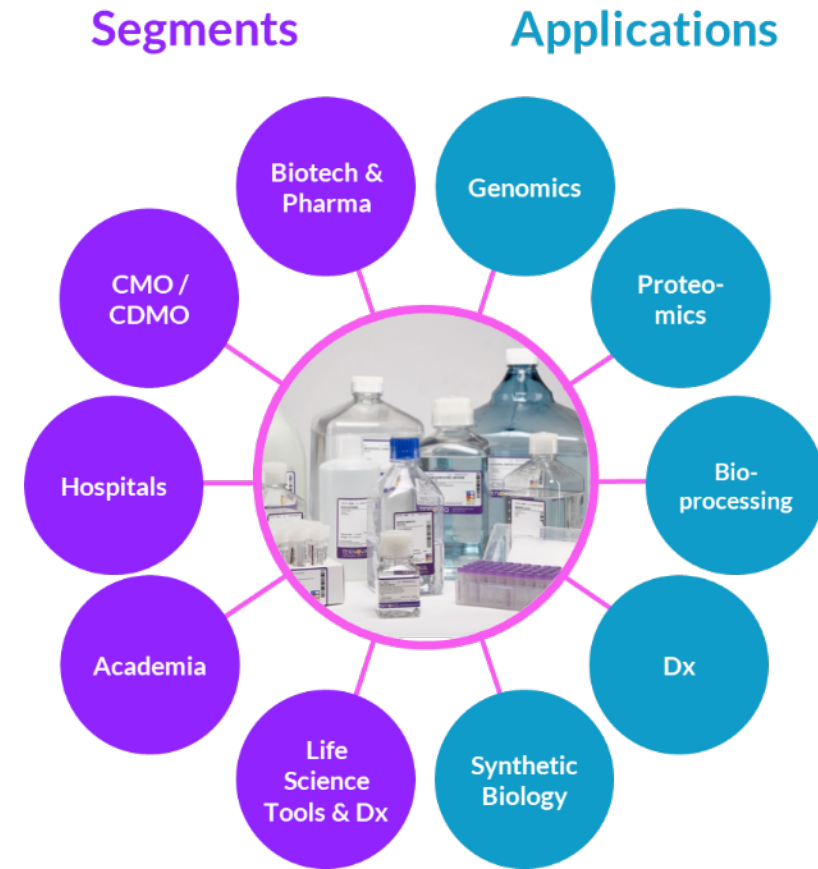 Segments
Applications
Biotech &
Pharma
CMO /
CDMO
Hospitals
Academia
Life
Science
Tools & Dx
Genomics
Proteo-
mics
Bio-
processing
Dx
Synthetic
Biology